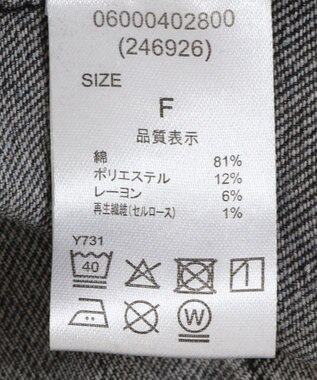 06000402800
(246926)
SIZE
F
品質表示
綿 81%
ポリエステル 12%
レーヨン 6%
再生繊維(セルロース) 1%
Y731
40
W